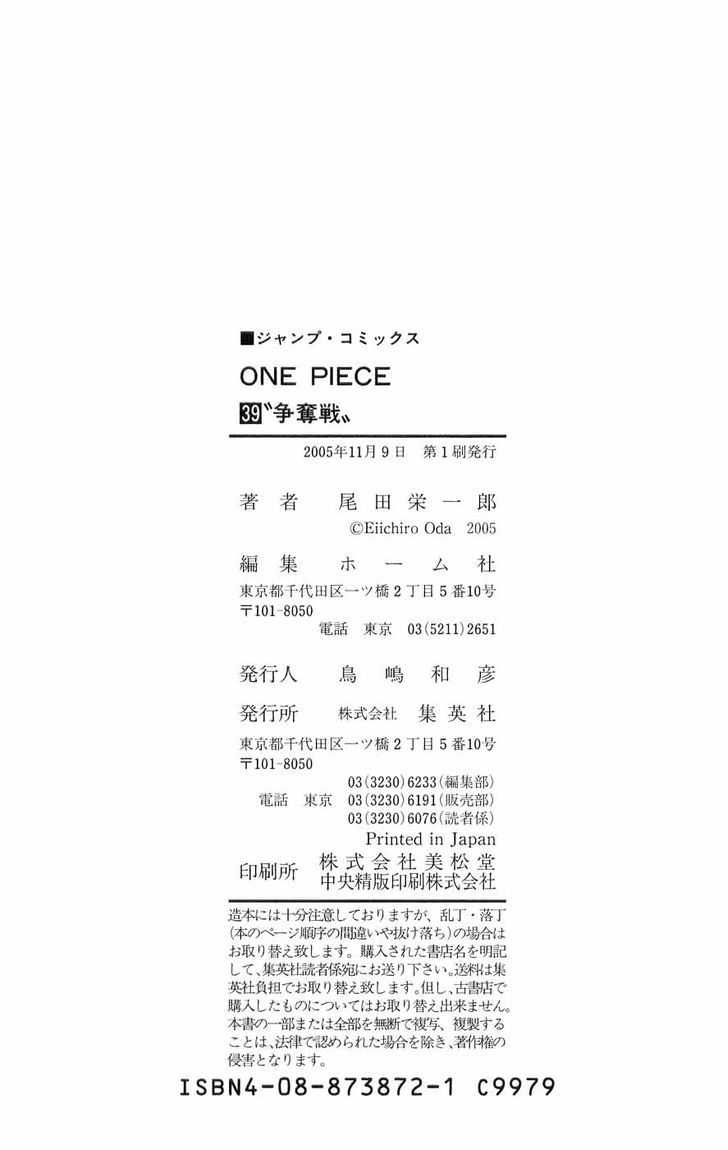 ■ジャンプ・コミックス
ONE PIECE
39〝争奪戦〟
2005年11月9日　第1刷発行
著者　尾田栄一郎
©Eiichiro Oda 2005
編集　ホーム社
東京都千代田区一ツ橋2丁目5番10号
〒101-8050
電話　東京　03(5211)2651
発行人　鳥嶋和彦
発行所　株式会社　集英社
東京都千代田区一ツ橋2丁目5番10号
〒101-8050
03(3230)6233(編集部)
電話　東京　03(3230)6191(販売部)
03(3230)6076(読者係)
Printed in Japan
印刷所　株式会社美松堂
中央精版印刷株式会社
造本には十分注意しておりますが、乱丁・落丁
(本のページ順序の間違いや抜け落ち)の場合は
お取り替え致します。購入された書店名を明記
して、集英社読者係宛にお送り下さい。送料は集
英社負担でお取り替え致します。但し、古書店で
購入したものについてはお取り替え出来ません。
本書の一部または全部を無断で複写、複製する
ことは、法律で認められた場合を除き、著作権の
侵害となります。
ISBN4-08-873872-1 C9979